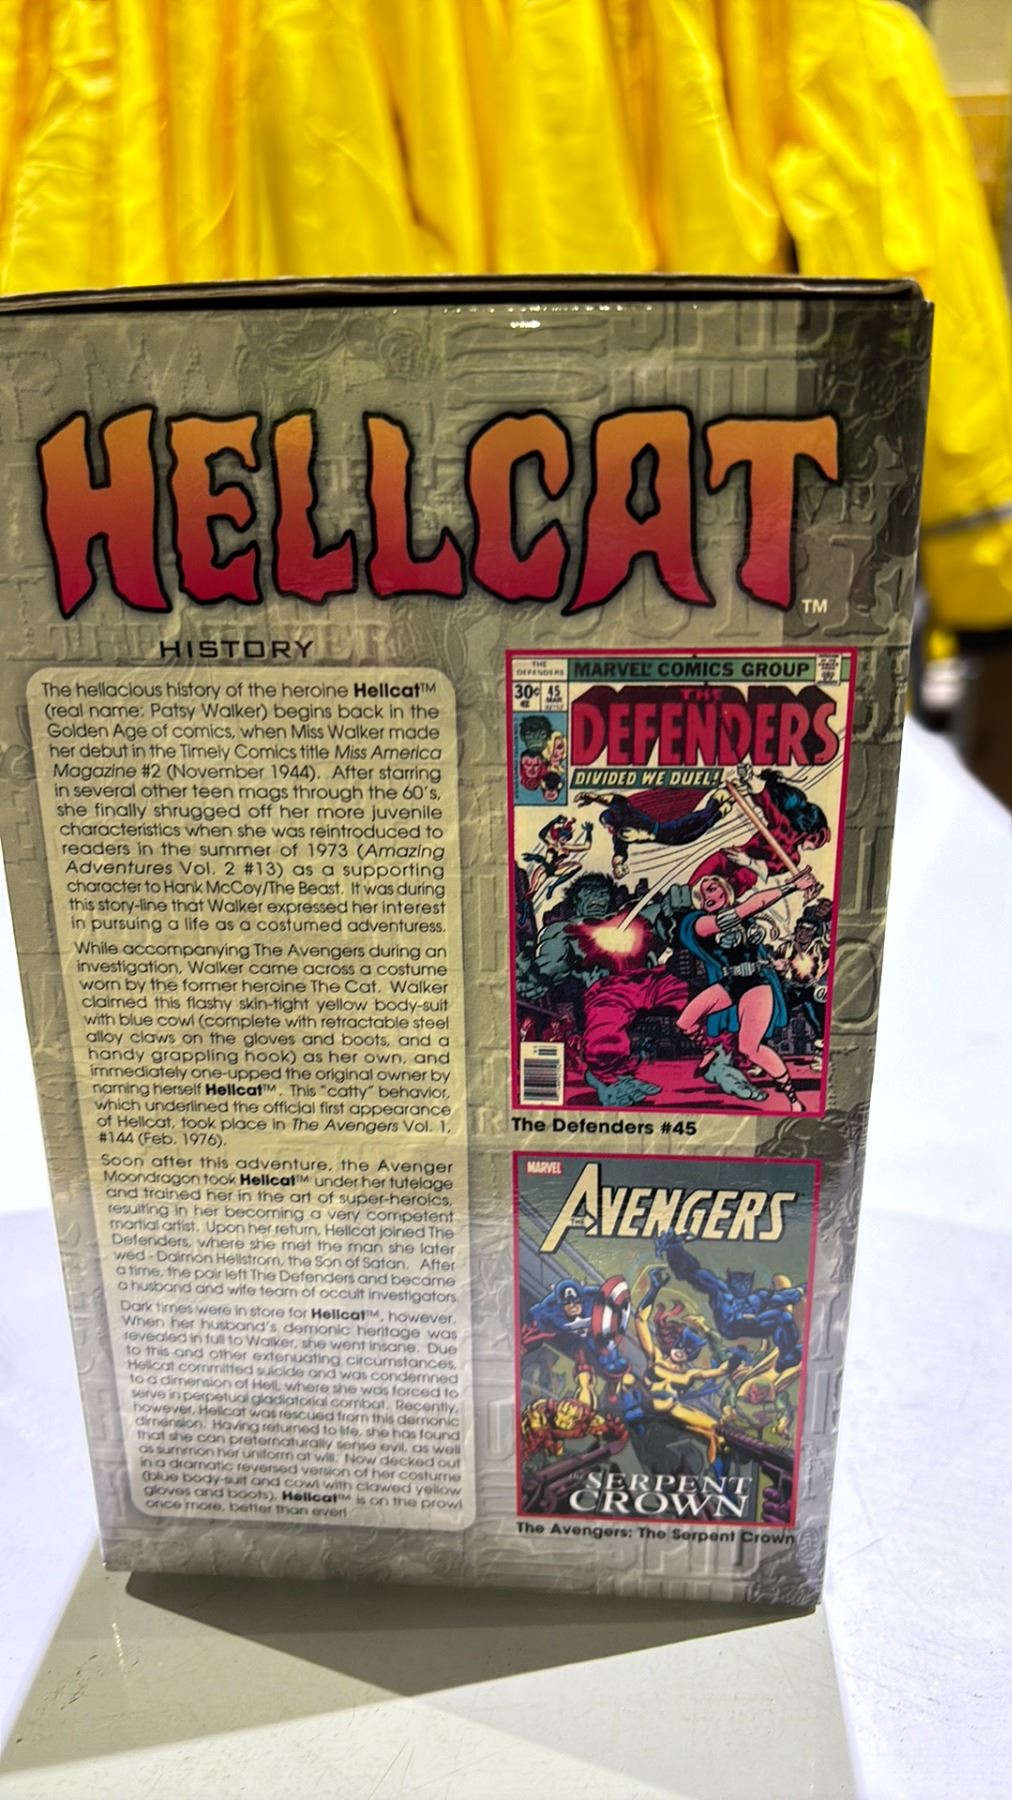 HELLCAT™
HISTORY
The hellacious history of the heroine Hellcat™
(real name: Patsy Walker) begins back in the
Golden Age of comics, when Miss Walker made
her debut in the Timely Comics title Miss America
Magazine #2 (November 1944). After starring
in several other teen mags through the 60's,
she finally shrugged off her more juvenile
characteristics when she was reintroduced to
readers in the summer of 1973 (Amazing
Adventures Vol. 2 #13) as a supporting
character to Hank McCoy/The Beast. It was during
this story-line that Walker expressed her interest
in pursuing a life as a costumed adventuress.
While accompanying The Avengers during an
investigation, Walker came across a costume
worn by the former heroine The Cat. Walker
claimed this flashy skin-tight yellow body-suit
with blue cowl (complete with retractable steel
alloy claws on the gloves and boots, and a
handy grappling hook) as her own, and
immediately one-upped the original owner by
naming herself Hellcat™. This "catty" behavior,
which underlined the official first appearance
of Hellcat, took place in The Avengers Vol. 1,
#144 (Feb. 1976).
Soon after this adventure, the Avenger
Moondragon took Hellcat™ under her tutelage
and trained her in the art of super-heroics,
resulting in her becoming a very competent
martial artist. Upon her return, Hellcat joined The
Defenders, where she met the man she later
wed - Daimon Hellstrom, the Son of Satan. After
a time, the pair left The Defenders and became
a husband and wife team of occult investigators.
Dark times were in store for Hellcat™, however.
When her husband's demonic heritage was
revealed in full to Walker, she went insane. Due
to this and other extenuating circumstances,
Hellcat committed suicide and was condemned
to a dimension of Hell, where she was forced to
serve in perpetual gladiatorial combat. Recently,
however, Hellcat was rescued from this demonic
dimension. Having returned to life, she has found
that she can preternaturally sense evil, as well
as summon her uniform at will. Now decked out
in a dramatic reversed version of her costume
(blue body-suit and cowl with clawed yellow
gloves and boots), Hellcat™ is on the prowl
once more, better than ever!
THE
DEFENDERS
MARVEL COMICS GROUP
30¢ 45
MAR
THE
DEFENDERS
DIVIDED WE DUEL!
The Defenders #45
MARVEL
THE AVENGERS
the SERPENT
CROWN
The Avengers: The Serpent Crown